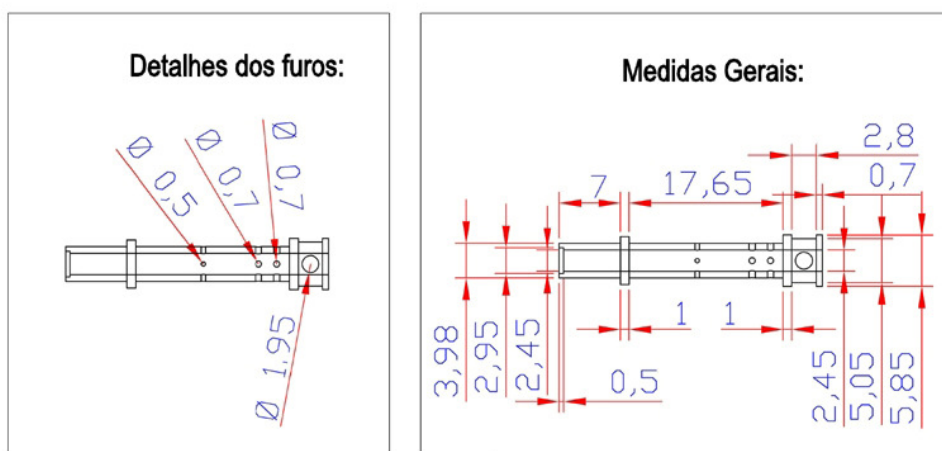 Detalhes dos furos:
Ø 0,5
Ø 0,7
Ø 0,7
Ø 1,95
Medidas Gerais:
2,8
0,7
7
17,65
1
1
0,5
3,98
2,95
2,45
2,45
5,05
5,85